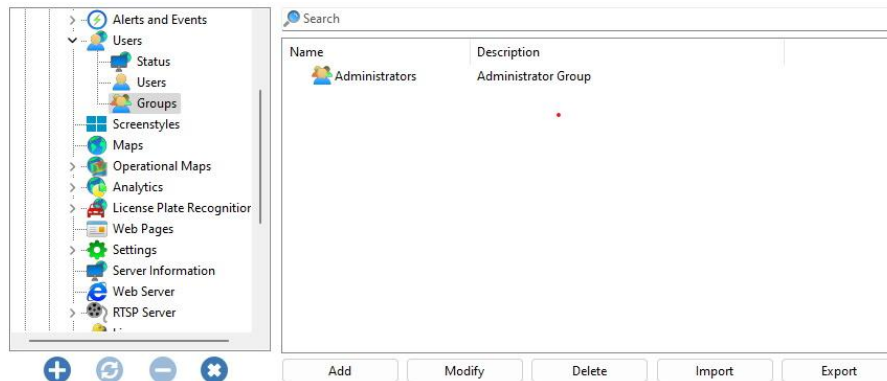 Alerts and Events
Users
Status
Users
Groups
Screenstyles
Maps
Operational Maps
Analytics
License Plate Recognition
Web Pages
Settings
Server Information
Web Server
RTSP Server
Search
Name Description
Administrators Administrator Group
Add Modify Delete Import Export